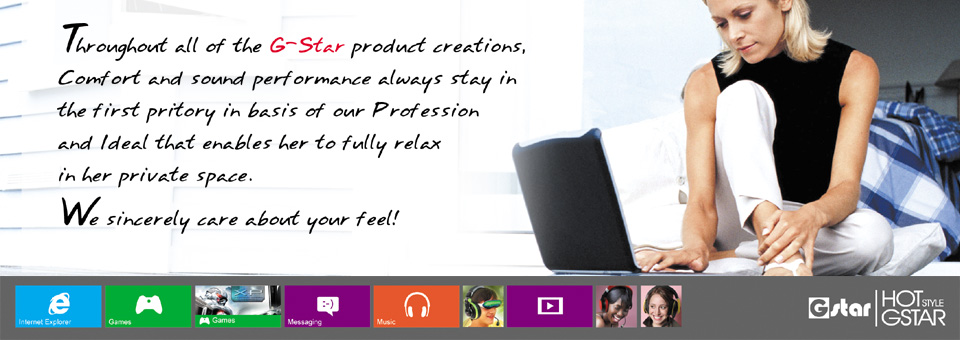 Throughout all of the G-Star product creations,
Comfort and sound performance always stay in
the first pritory in basis of our Profession
and Ideal that enables her to fully relax
in her private space.
We sincerely care about your feel!
Internet Explorer
Games
Games
Messaging
Music
Gstar
HOT STYLE
GSTAR